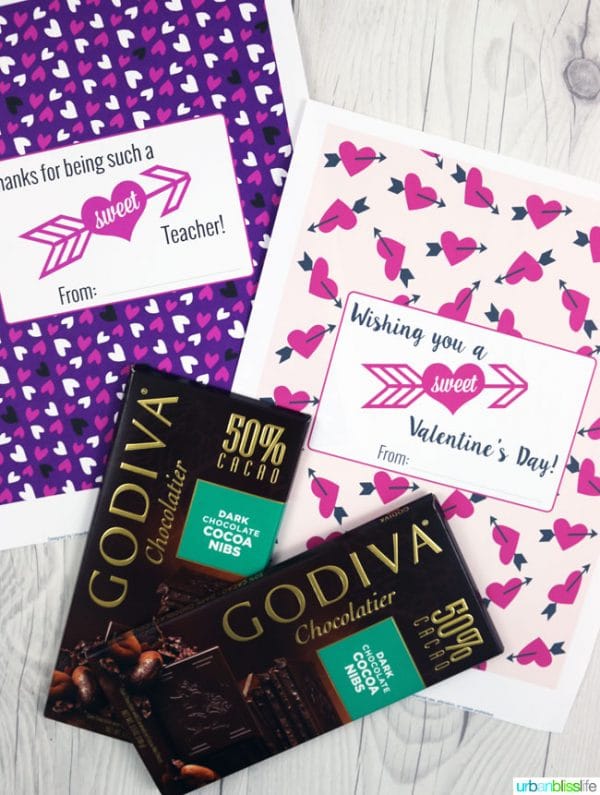 hanks for being such a
sweet
Teacher!
From:
Wishing you a
sweet
Valentine's Day!
From:
GODIVA
Chocolatier
50%
CACAO
DARK
CHOCOLATE
COCOA
NIBS
GODIVA
Chocolatier
50%
CACAO
DARK
CHOCOLATE
COCOA
NIBS
urbanblisslife